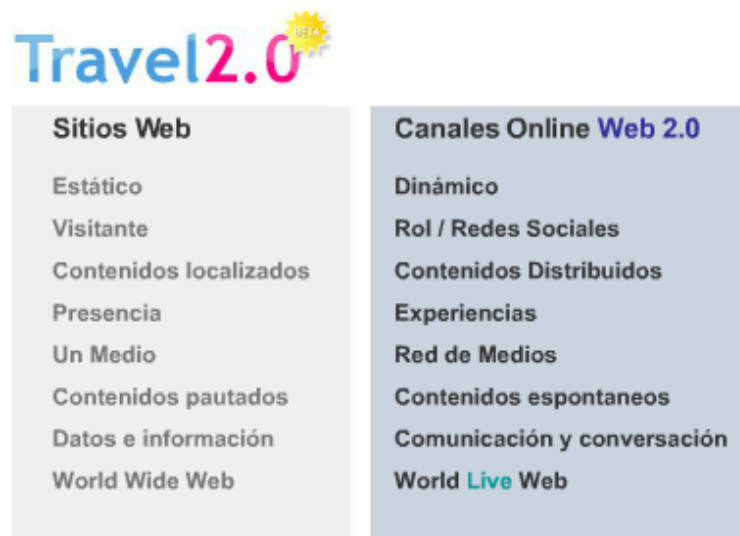 BETA
Travel2.0
Sitios Web
Estático
Visitante
Contenidos localizados
Presencia
Un Medio
Contenidos pautados
Datos e información
World Wide Web
Canales Online Web 2.0
Dinámico
Rol / Redes Sociales
Contenidos Distribuidos
Experiencias
Red de Medios
Contenidos espontaneos
Comunicación y conversación
World Live Web